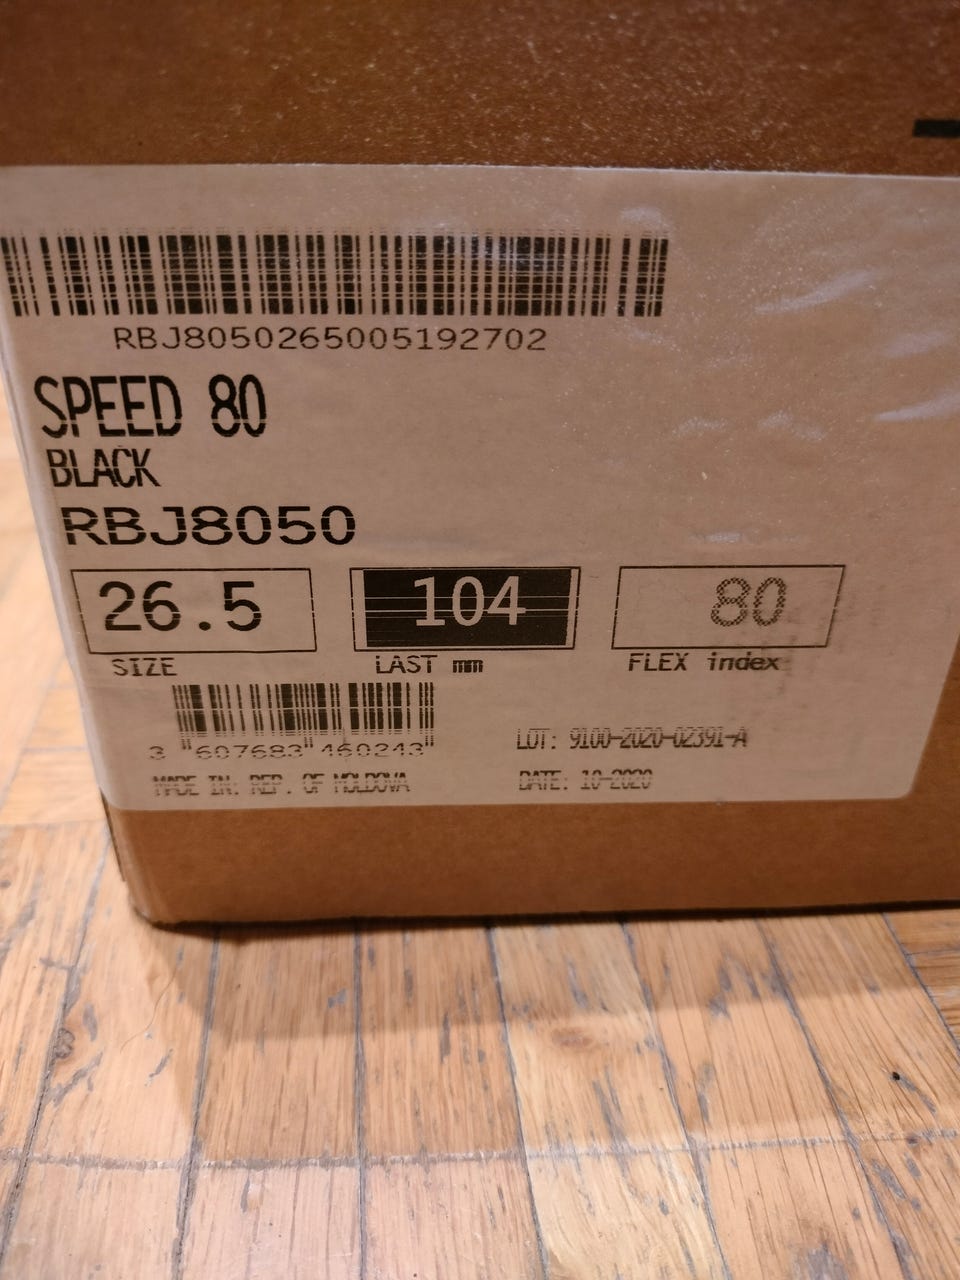 RBJ8050265005192702
SPEED 80
BLACK
RBJ8050
26.5 104 80
SIZE LAST mm FLEX index
3 "607683" 460243"
LOT: 9100-2020-02391-A
MADE IN: REP. OF MOLDOVA DATE: 10-2020